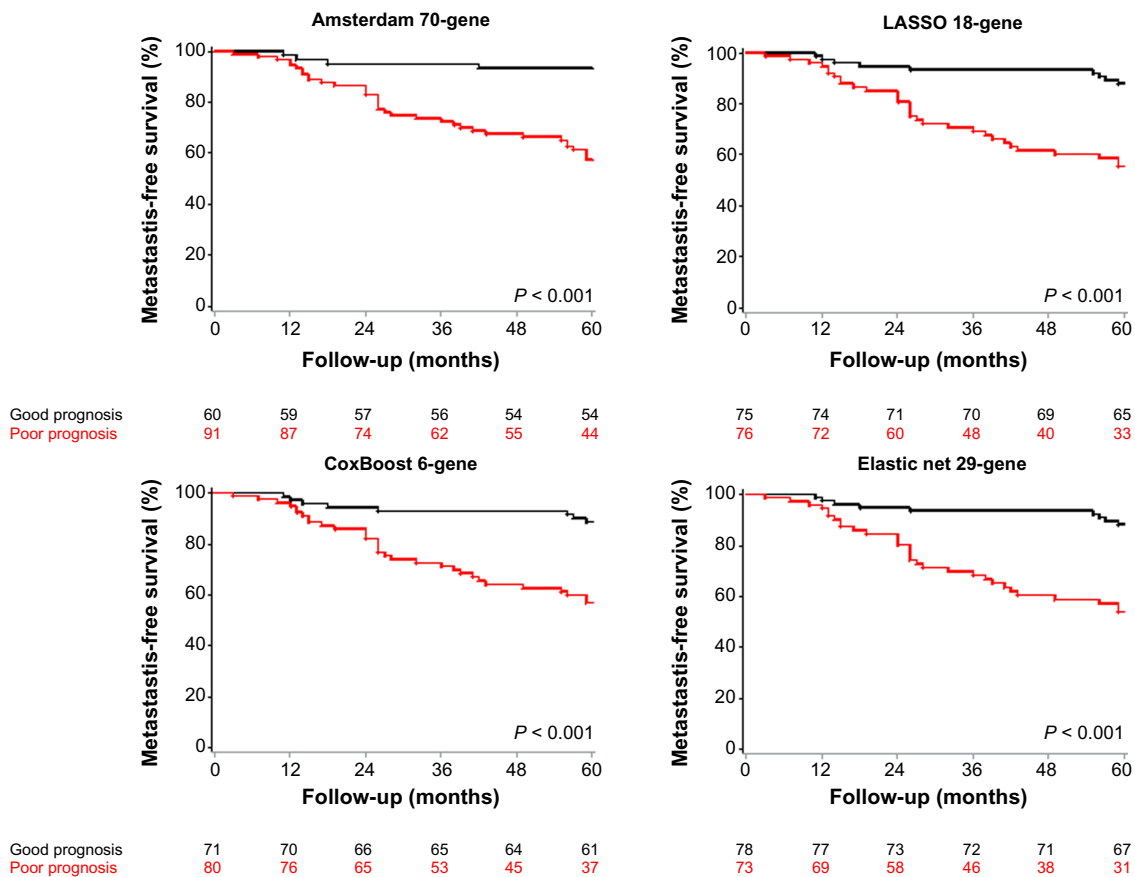 Amsterdam 70-gene
Metastastis-free survival (%)
100
80
60
40
20
0
P < 0.001
0 12 24 36 48 60
Follow-up (months)
Good prognosis 60 59 57 56 54 54
Poor prognosis 91 87 74 62 55 44
LASSO 18-gene
Metastastis-free survival (%)
100
80
60
40
20
0
P < 0.001
0 12 24 36 48 60
Follow-up (months)
75 74 71 70 69 65
76 72 60 48 40 33
CoxBoost 6-gene
Metastastis-free survival (%)
100
80
60
40
20
0
P < 0.001
0 12 24 36 48 60
Follow-up (months)
Good prognosis 71 70 66 65 64 61
Poor prognosis 80 76 65 53 45 37
Elastic net 29-gene
Metastastis-free survival (%)
100
80
60
40
20
0
P < 0.001
0 12 24 36 48 60
Follow-up (months)
78 77 73 72 71 67
73 69 58 46 38 31